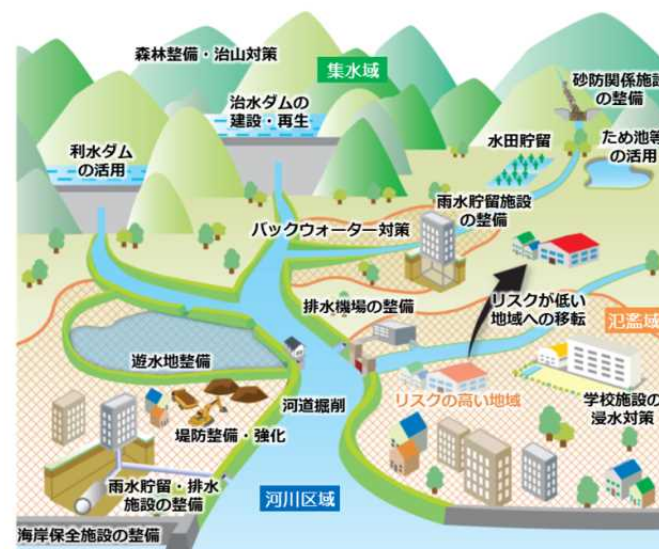 森林整備・治山対策
集水域
砂防関係施設
の整備
治水ダムの
建設・再生
水田貯留
ため池等
の活用
利水ダム
の活用
雨水貯留施設
の整備
バックウォーター対策
排水機場の整備
リスクが低い
地域への移転
氾濫域
遊水地整備
リスクの高い地域
学校施設の
浸水対策
河道掘削
堤防整備・強化
雨水貯留・排水
施設の整備
河川区域
海岸保全施設の整備